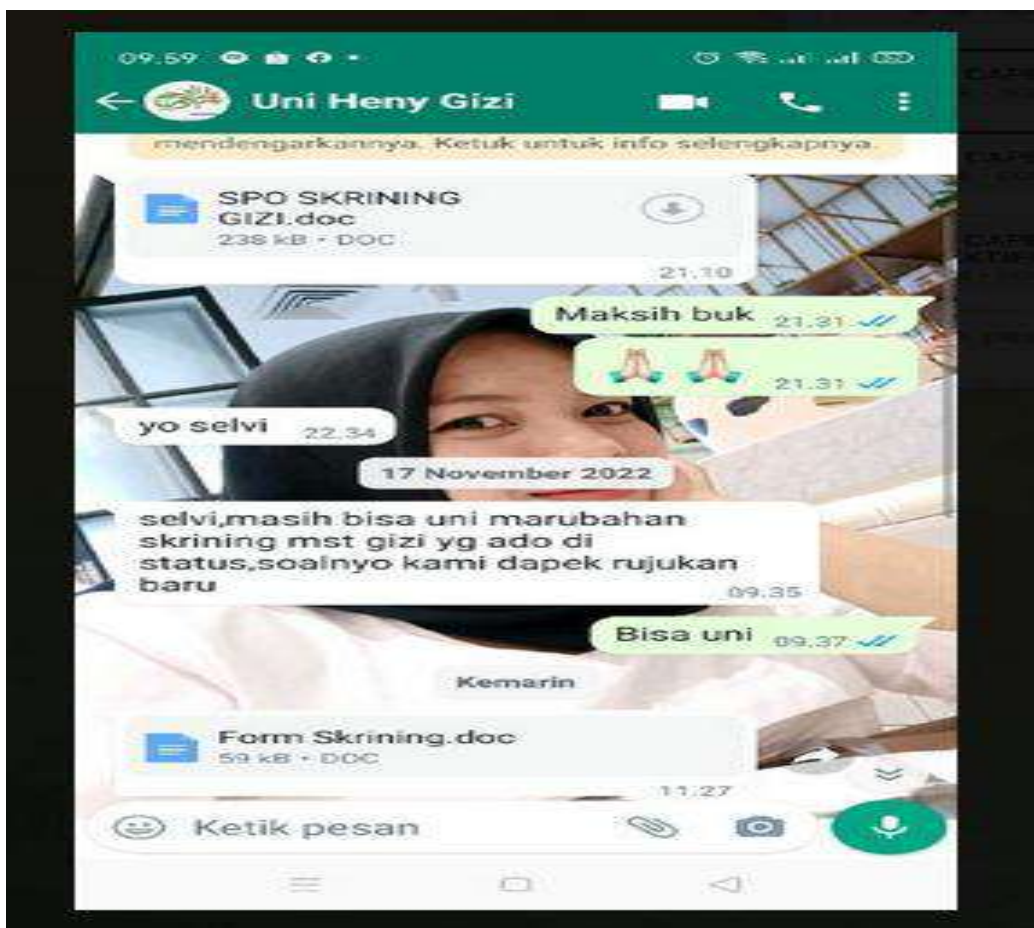 09.59
Uni Heny Gizi
mendengarkannya. Ketuk untuk info selengkapnya.
SPO SKRINING
GIZI.doc
238 kB • DOC
21.10
Maksih buk 21.31
21.31
yo selvi 22.34
17 November 2022
selvi,masih bisa uni marubahan
skrining mst gizi yg ado di
status,soalnyo kami dapek rujukan
baru
09.35
Bisa uni 09.37
Kemarin
Form Skrining.doc
59 kB • DOC
11.27
Ketik pesan